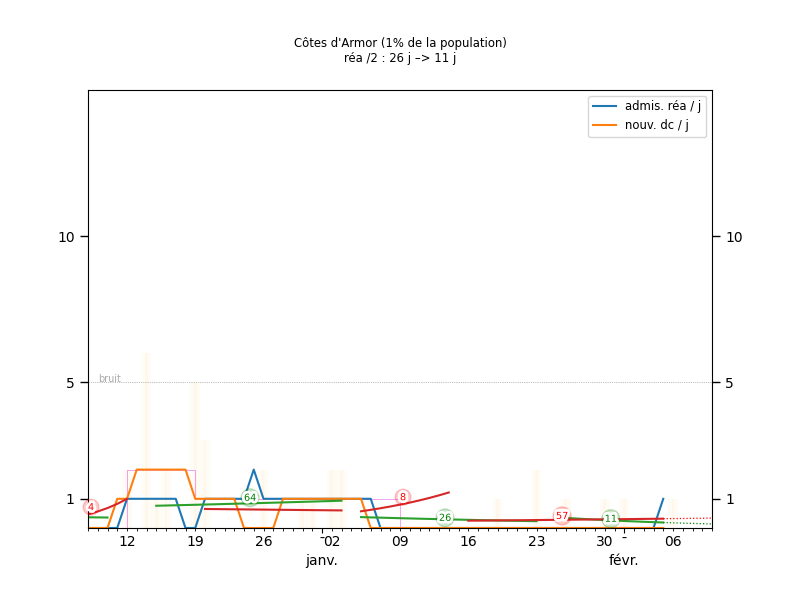 Côtes d'Armor (1% de la population)
réa /2 : 26 j –> 11 j
admis. réa / j
nouv. dc / j
10 10
bruit
5 5
1 1
4 64 8 26 57 11
12 19 26 02 09 16 23 30 06
janv. févr.